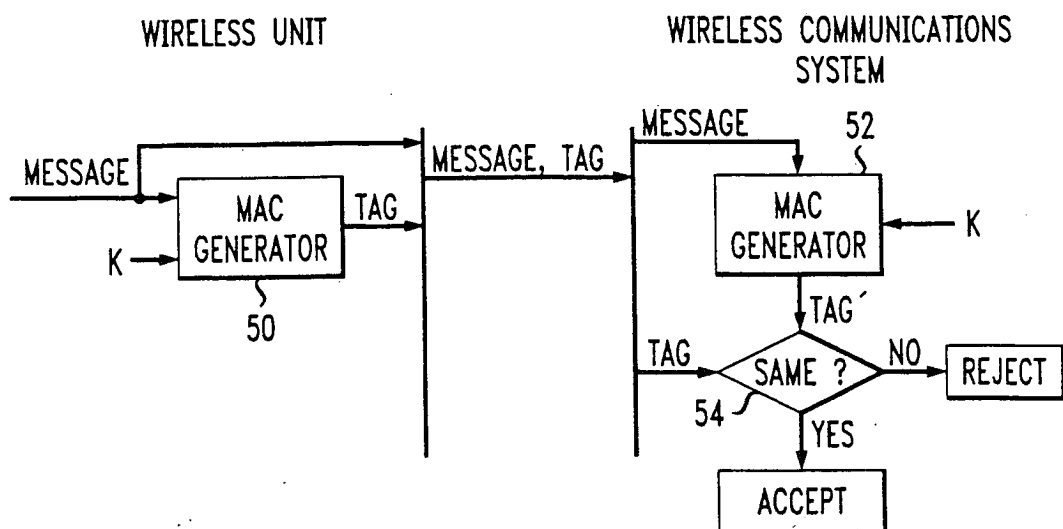 WIRELESS UNIT
WIRELESS COMMUNICATIONS
SYSTEM
MESSAGE
MAC
GENERATOR
K
50
TAG
MESSAGE, TAG
MESSAGE
52
MAC
GENERATOR
K
TAG´
TAG
SAME ?
54
NO
REJECT
YES
ACCEPT